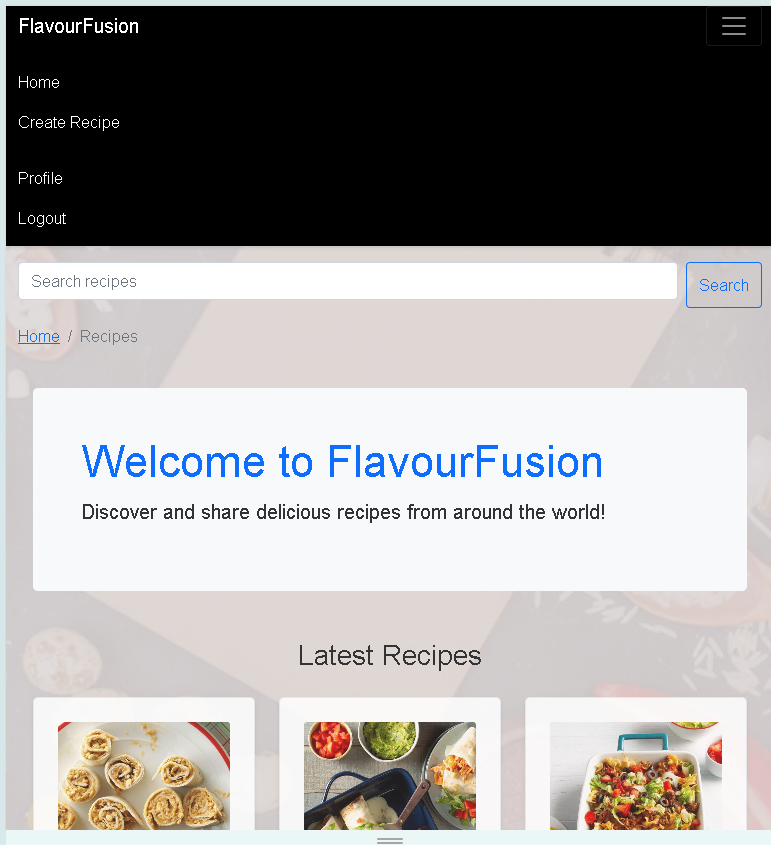 FlavourFusion
Home
Create Recipe
Profile
Logout
Search recipes
Search
Home / Recipes
Welcome to FlavourFusion
Discover and share delicious recipes from around the world!
Latest Recipes